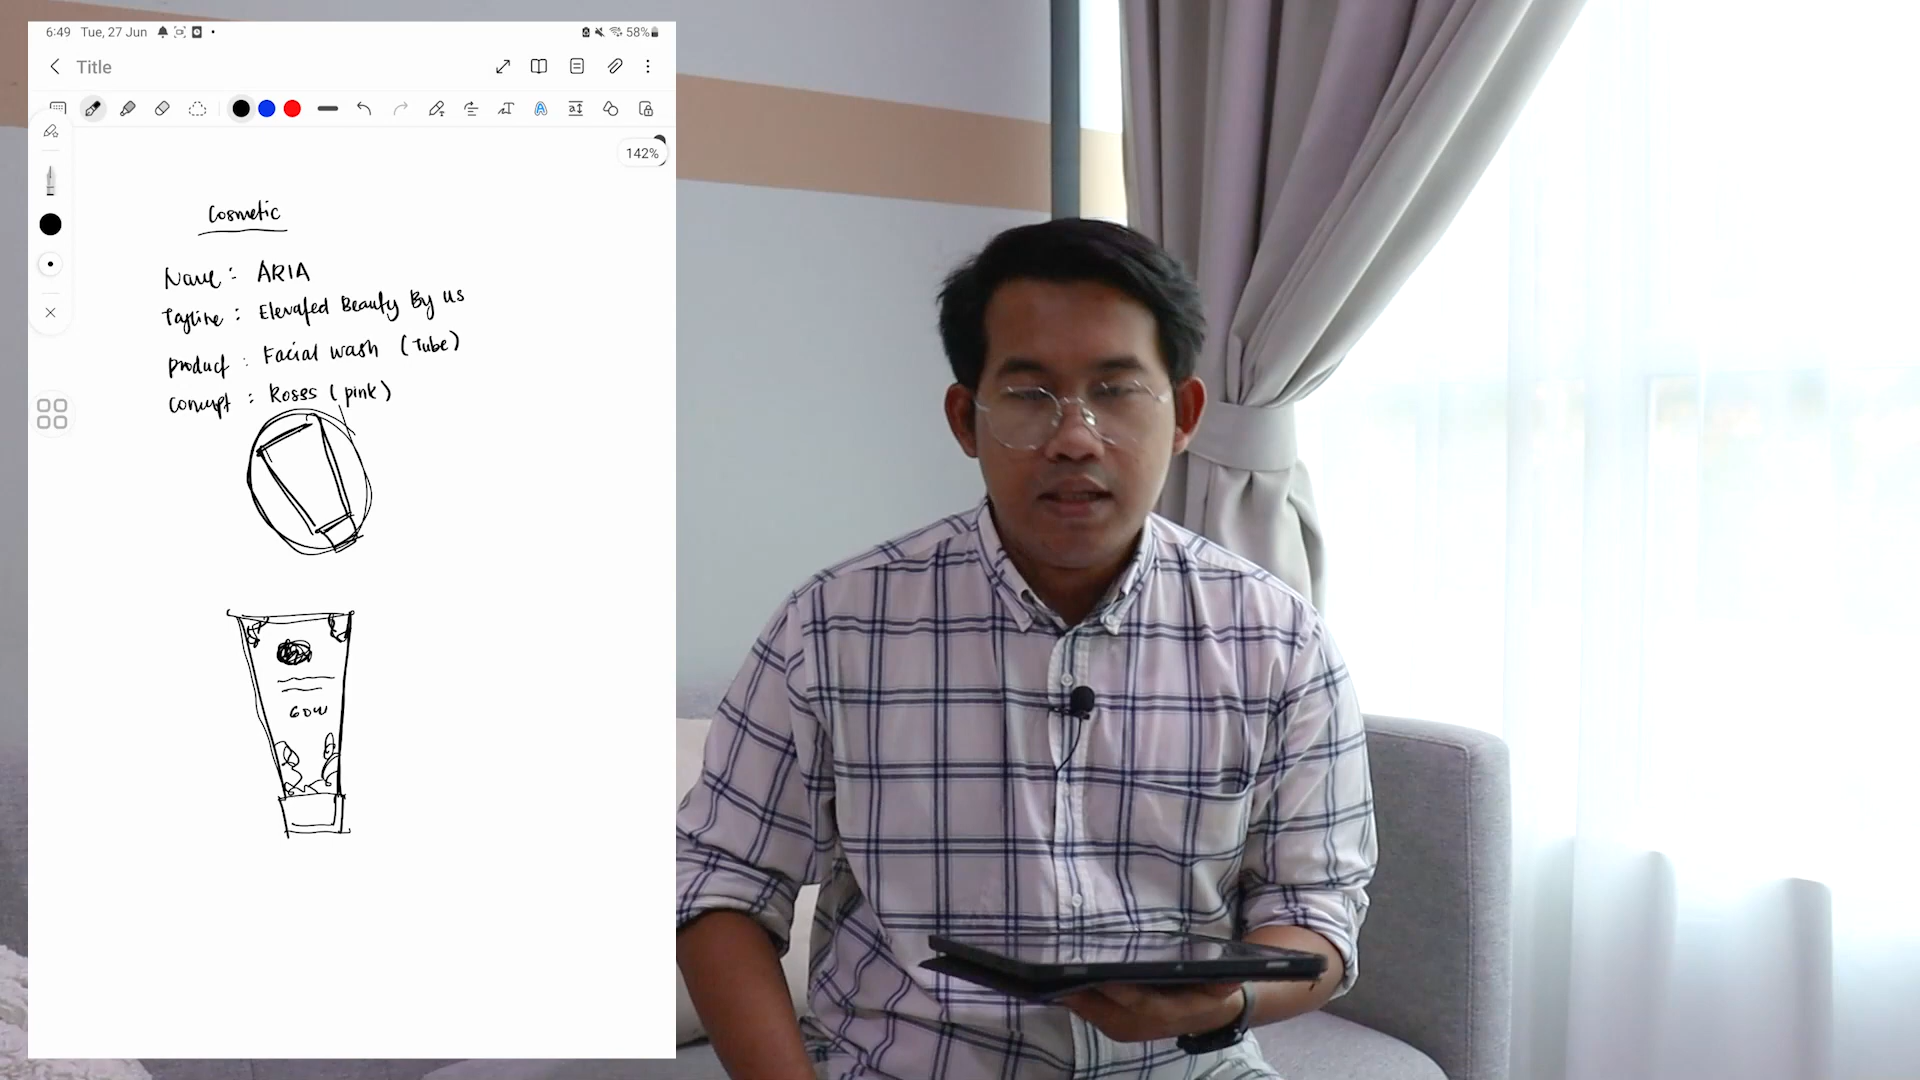 6:49 Tue, 27 Jun 58%
Title
142%
Cosmetic
Name : ARIA
Tagline : Elevated Beauty By Us
Product : Facial wash (Tube)
Concept : Roses (pink)